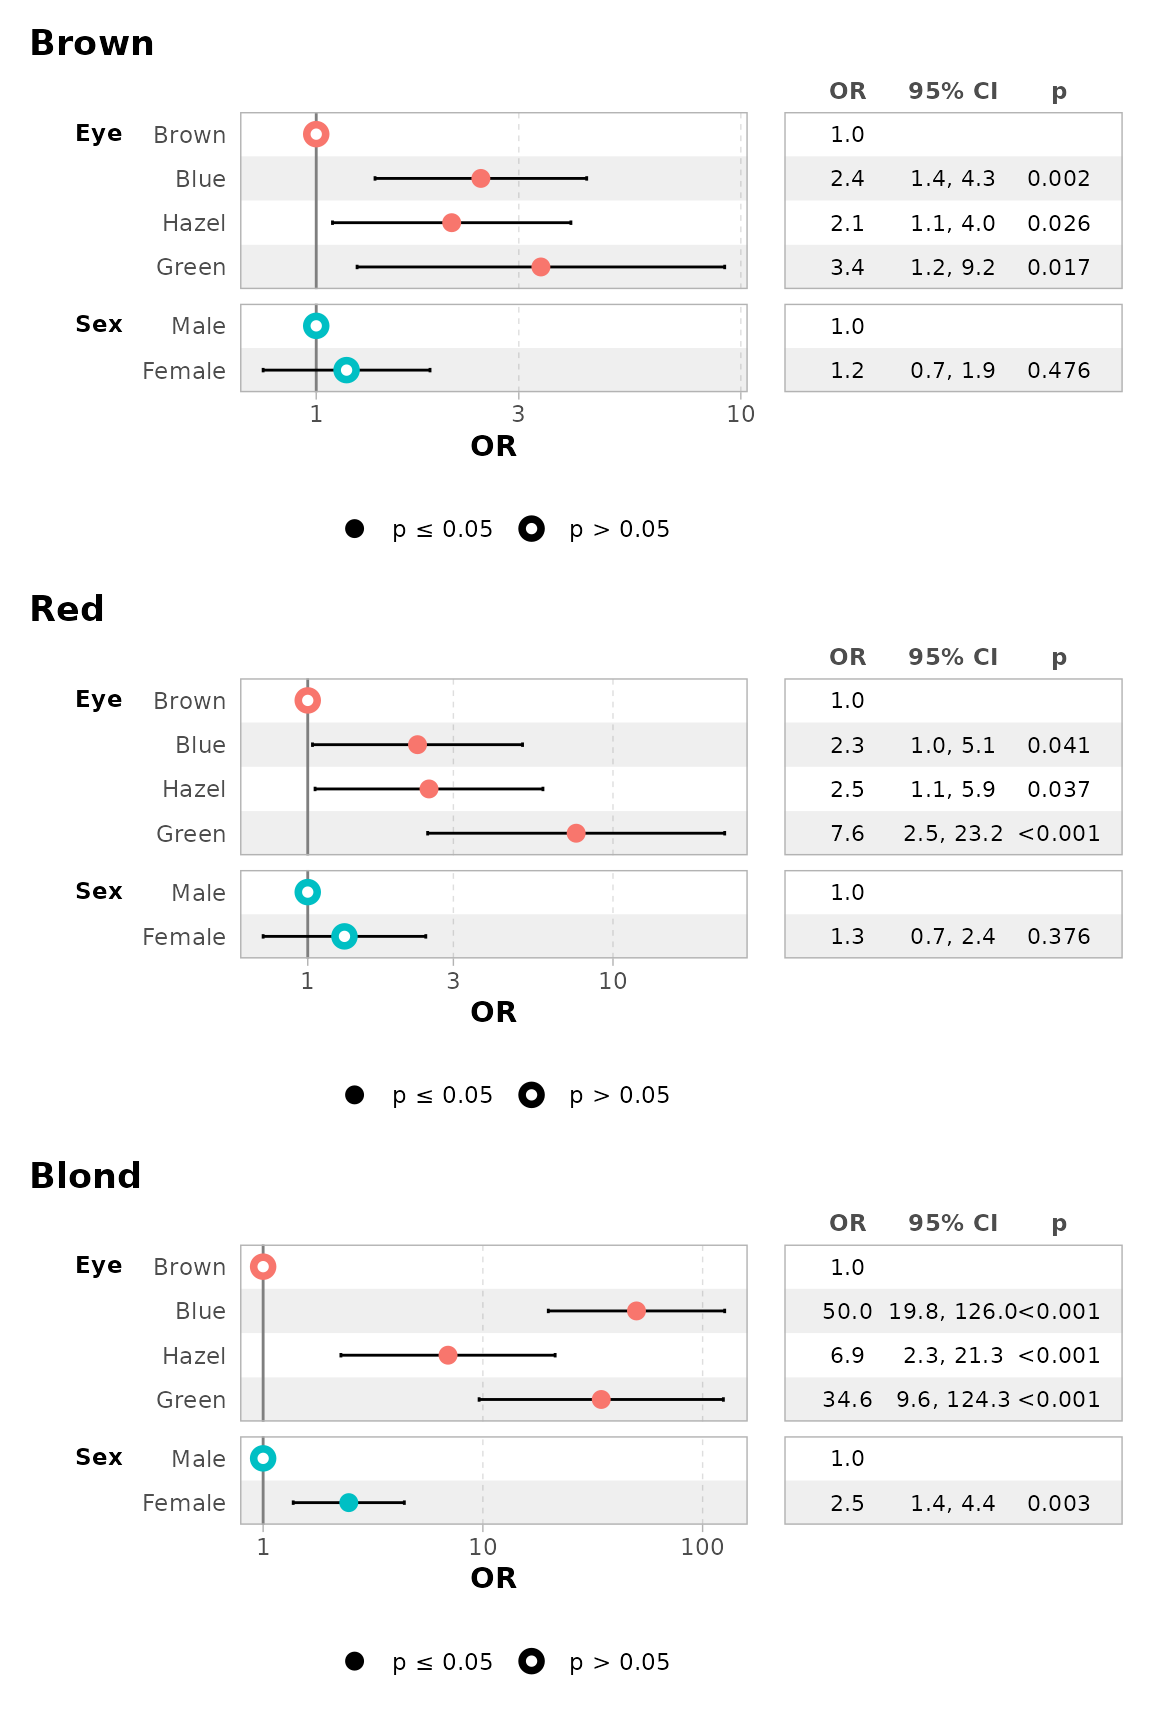 Brown
OR 95% CI p
Eye Brown 1.0
Blue 2.4 1.4, 4.3 0.002
Hazel 2.1 1.1, 4.0 0.026
Green 3.4 1.2, 9.2 0.017
Sex Male 1.0
Female 1.2 0.7, 1.9 0.476
1 3 10
OR
p ≤ 0.05 p > 0.05
Red
OR 95% CI p
Eye Brown 1.0
Blue 2.3 1.0, 5.1 0.041
Hazel 2.5 1.1, 5.9 0.037
Green 7.6 2.5, 23.2 <0.001
Sex Male 1.0
Female 1.3 0.7, 2.4 0.376
1 3 10
OR
p ≤ 0.05 p > 0.05
Blond
OR 95% CI p
Eye Brown 1.0
Blue 50.0 19.8, 126.0 <0.001
Hazel 6.9 2.3, 21.3 <0.001
Green 34.6 9.6, 124.3 <0.001
Sex Male 1.0
Female 2.5 1.4, 4.4 0.003
1 10 100
OR
p ≤ 0.05 p > 0.05